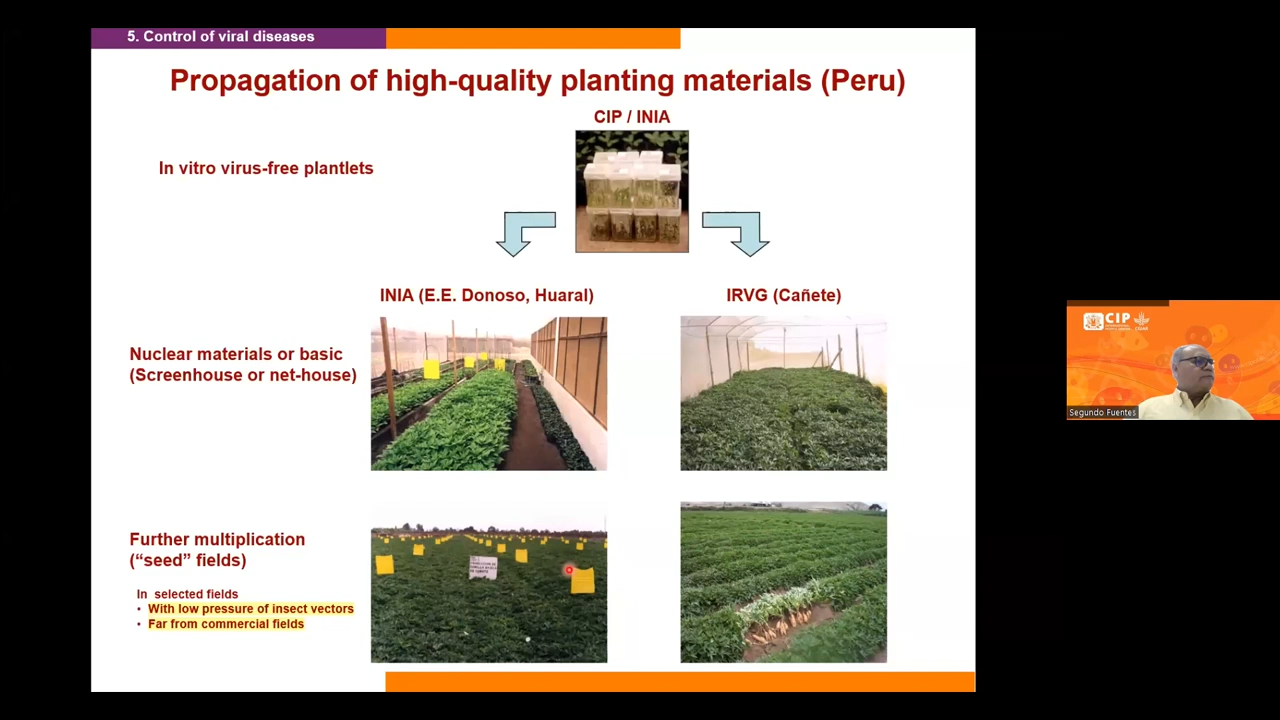 5. Control of viral diseases
Propagation of high-quality planting materials (Peru)
CIP / INIA
In vitro virus-free plantlets
INIA (E.E. Donoso, Huaral)
IRVG (Cañete)
Nuclear materials or basic
(Screenhouse or net-house)
Further multiplication
(“seed” fields)
In selected fields
• With low pressure of insect vectors
• Far from commercial fields
CIP
Segundo Fuentes